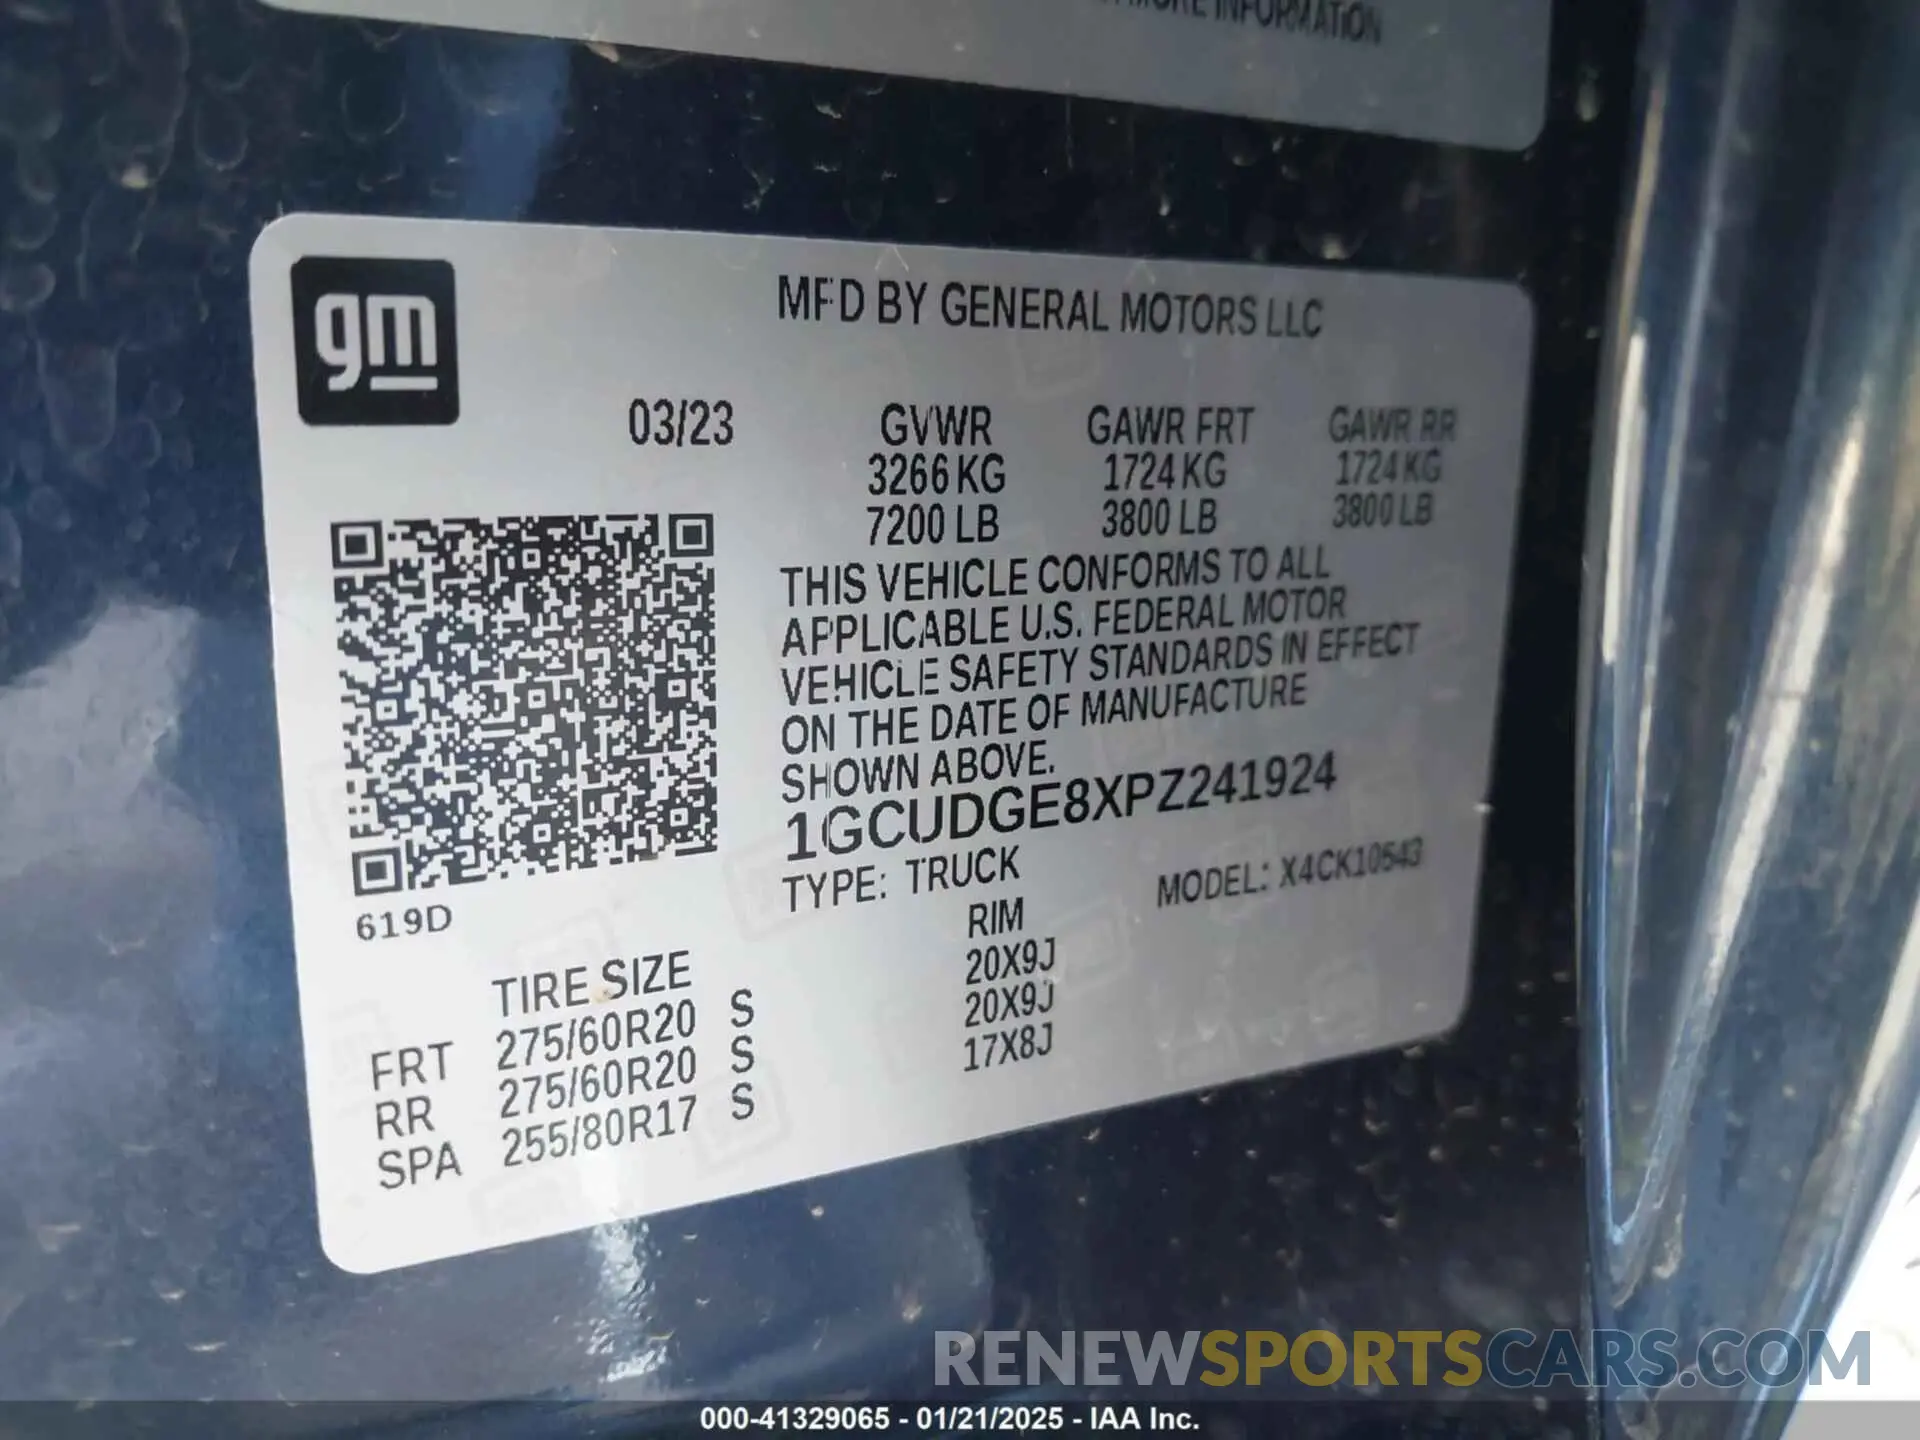 MORE INFORMATION
gm
MFD BY GENERAL MOTORS LLC
03/23 GVWR GAWR FRT GAWR RR
3266 KG 1724 KG 1724 KG
7200 LB 3800 LB 3800 LB
THIS VEHICLE CONFORMS TO ALL
APPLICABLE U.S. FEDERAL MOTOR
VEHICLE SAFETY STANDARDS IN EFFECT
ON THE DATE OF MANUFACTURE
SHOWN ABOVE.
1GCUDGE8XPZ241924
TYPE: TRUCK MODEL: X4CK10543
619D
TIRE SIZE RIM
FRT 275/60R20 S 20X9J
RR 275/60R20 S 20X9J
SPA 255/80R17 S 17X8J
RENEWSPORTSCARS.COM
000-41329065 - 01/21/2025 - IAA Inc.